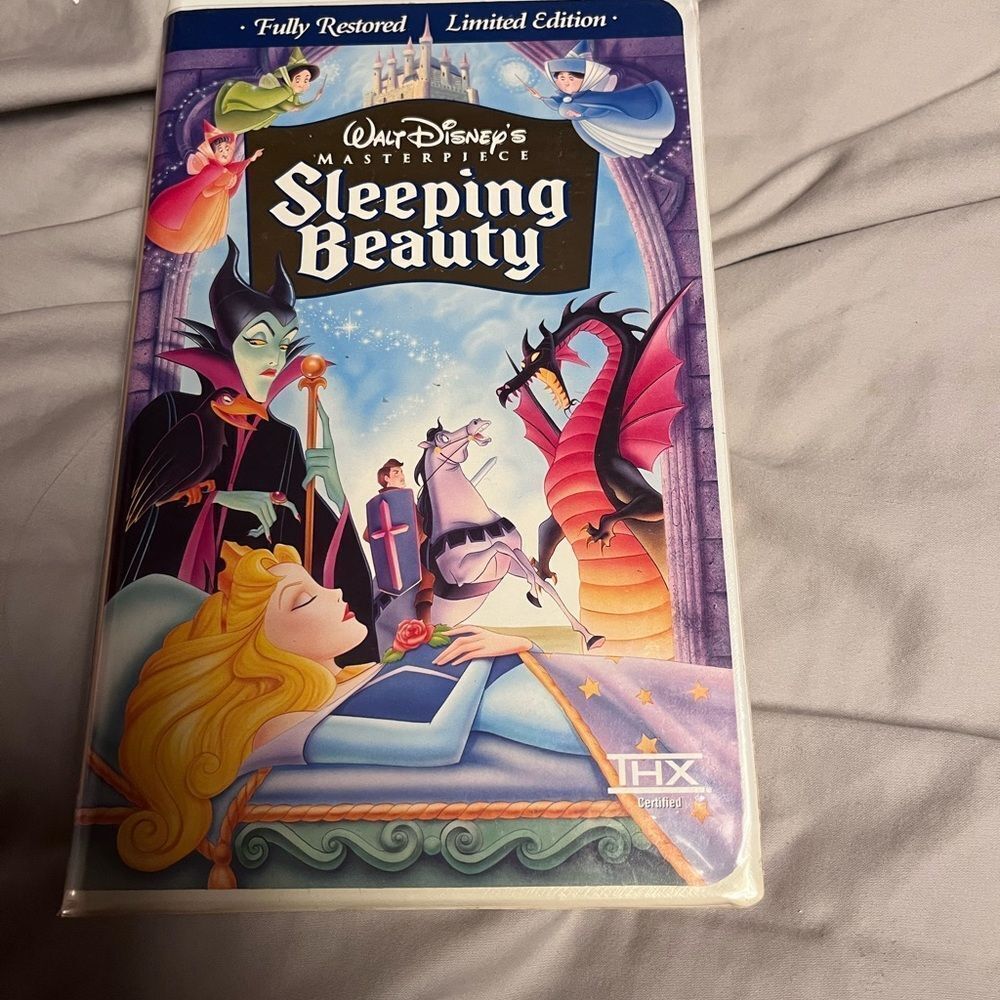 · Fully Restored Limited Edition ·
WALT DISNEY'S
MASTERPIECE
Sleeping
Beauty
THX
Certified